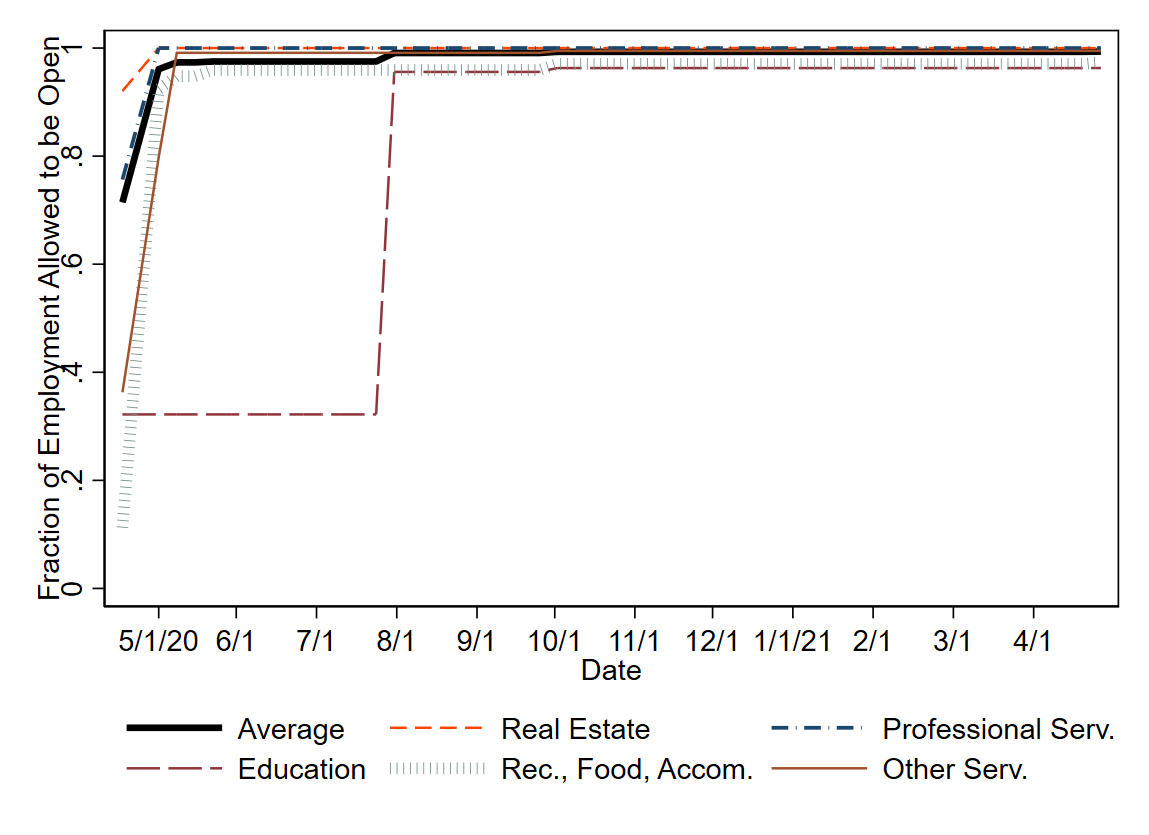 Fraction of Employment Allowed to be Open
1
.8
.6
.4
.2
0
5/1/20 6/1 7/1 8/1 9/1 10/1 11/1 12/1 1/1/21 2/1 3/1 4/1
Date
Average Real Estate Professional Serv.
Education Rec., Food, Accom. Other Serv.